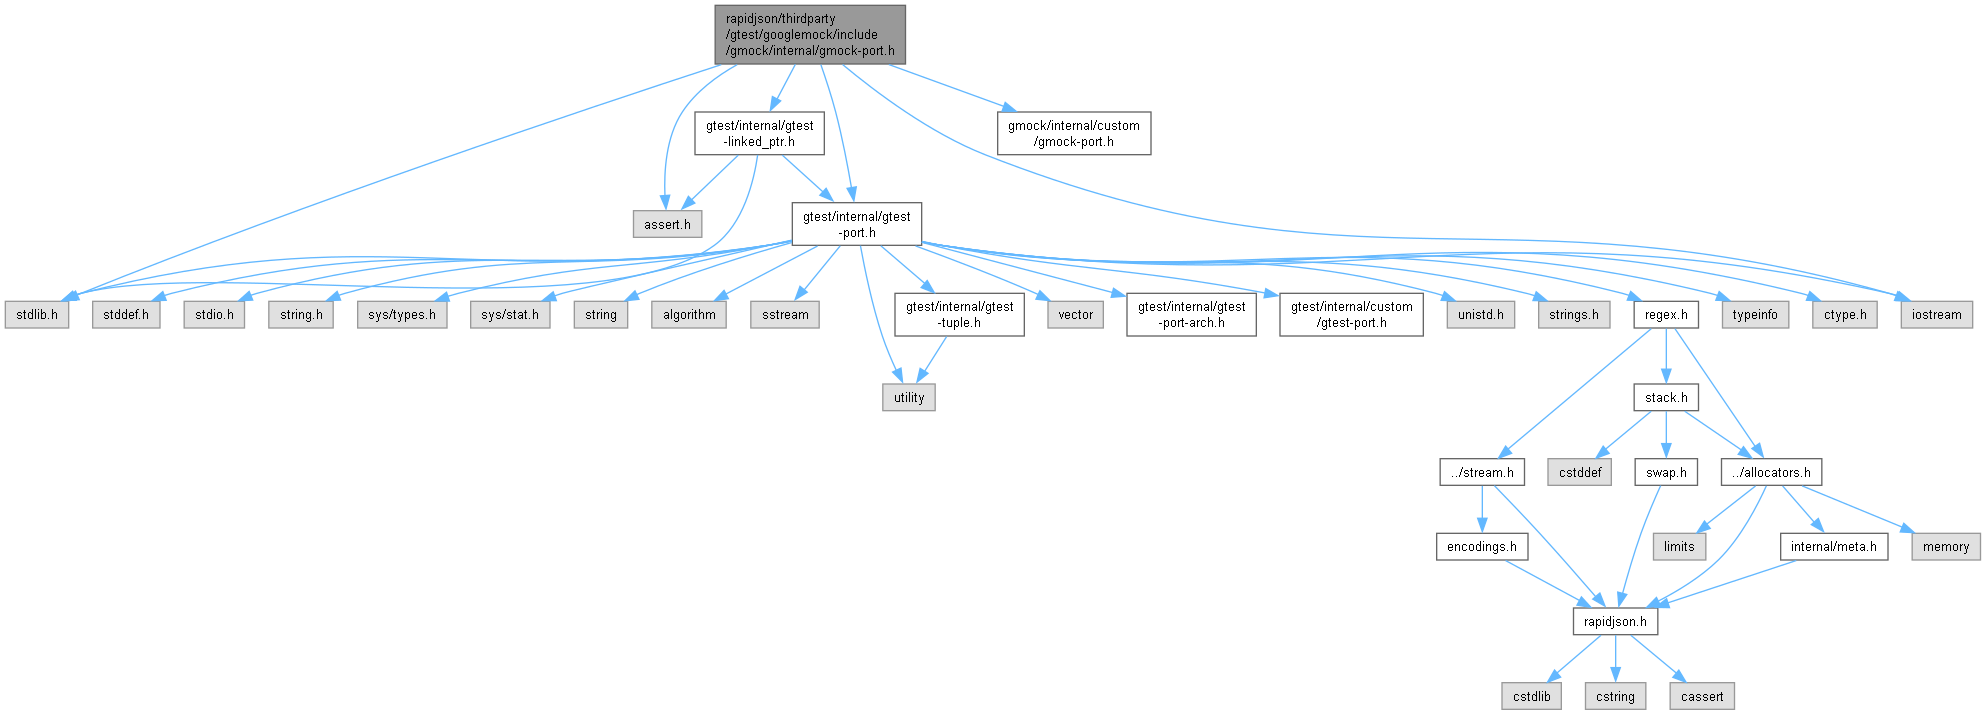 rapidjson/thirdparty
/gtest/googlemock/include
/gmock/internal/gmock-port.h
gtest/internal/gtest
-linked_ptr.h
gmock/internal/custom
/gmock-port.h
assert.h
gtest/internal/gtest
-port.h
stdlib.h
stddef.h
stdio.h
string.h
sys/types.h
sys/stat.h
string
algorithm
sstream
gtest/internal/gtest
-tuple.h
vector
gtest/internal/gtest
-port-arch.h
gtest/internal/custom
/gtest-port.h
unistd.h
strings.h
regex.h
typeinfo
ctype.h
iostream
utility
stack.h
../stream.h
cstddef
swap.h
../allocators.h
encodings.h
limits
internal/meta.h
memory
rapidjson.h
cstdlib
cstring
cassert